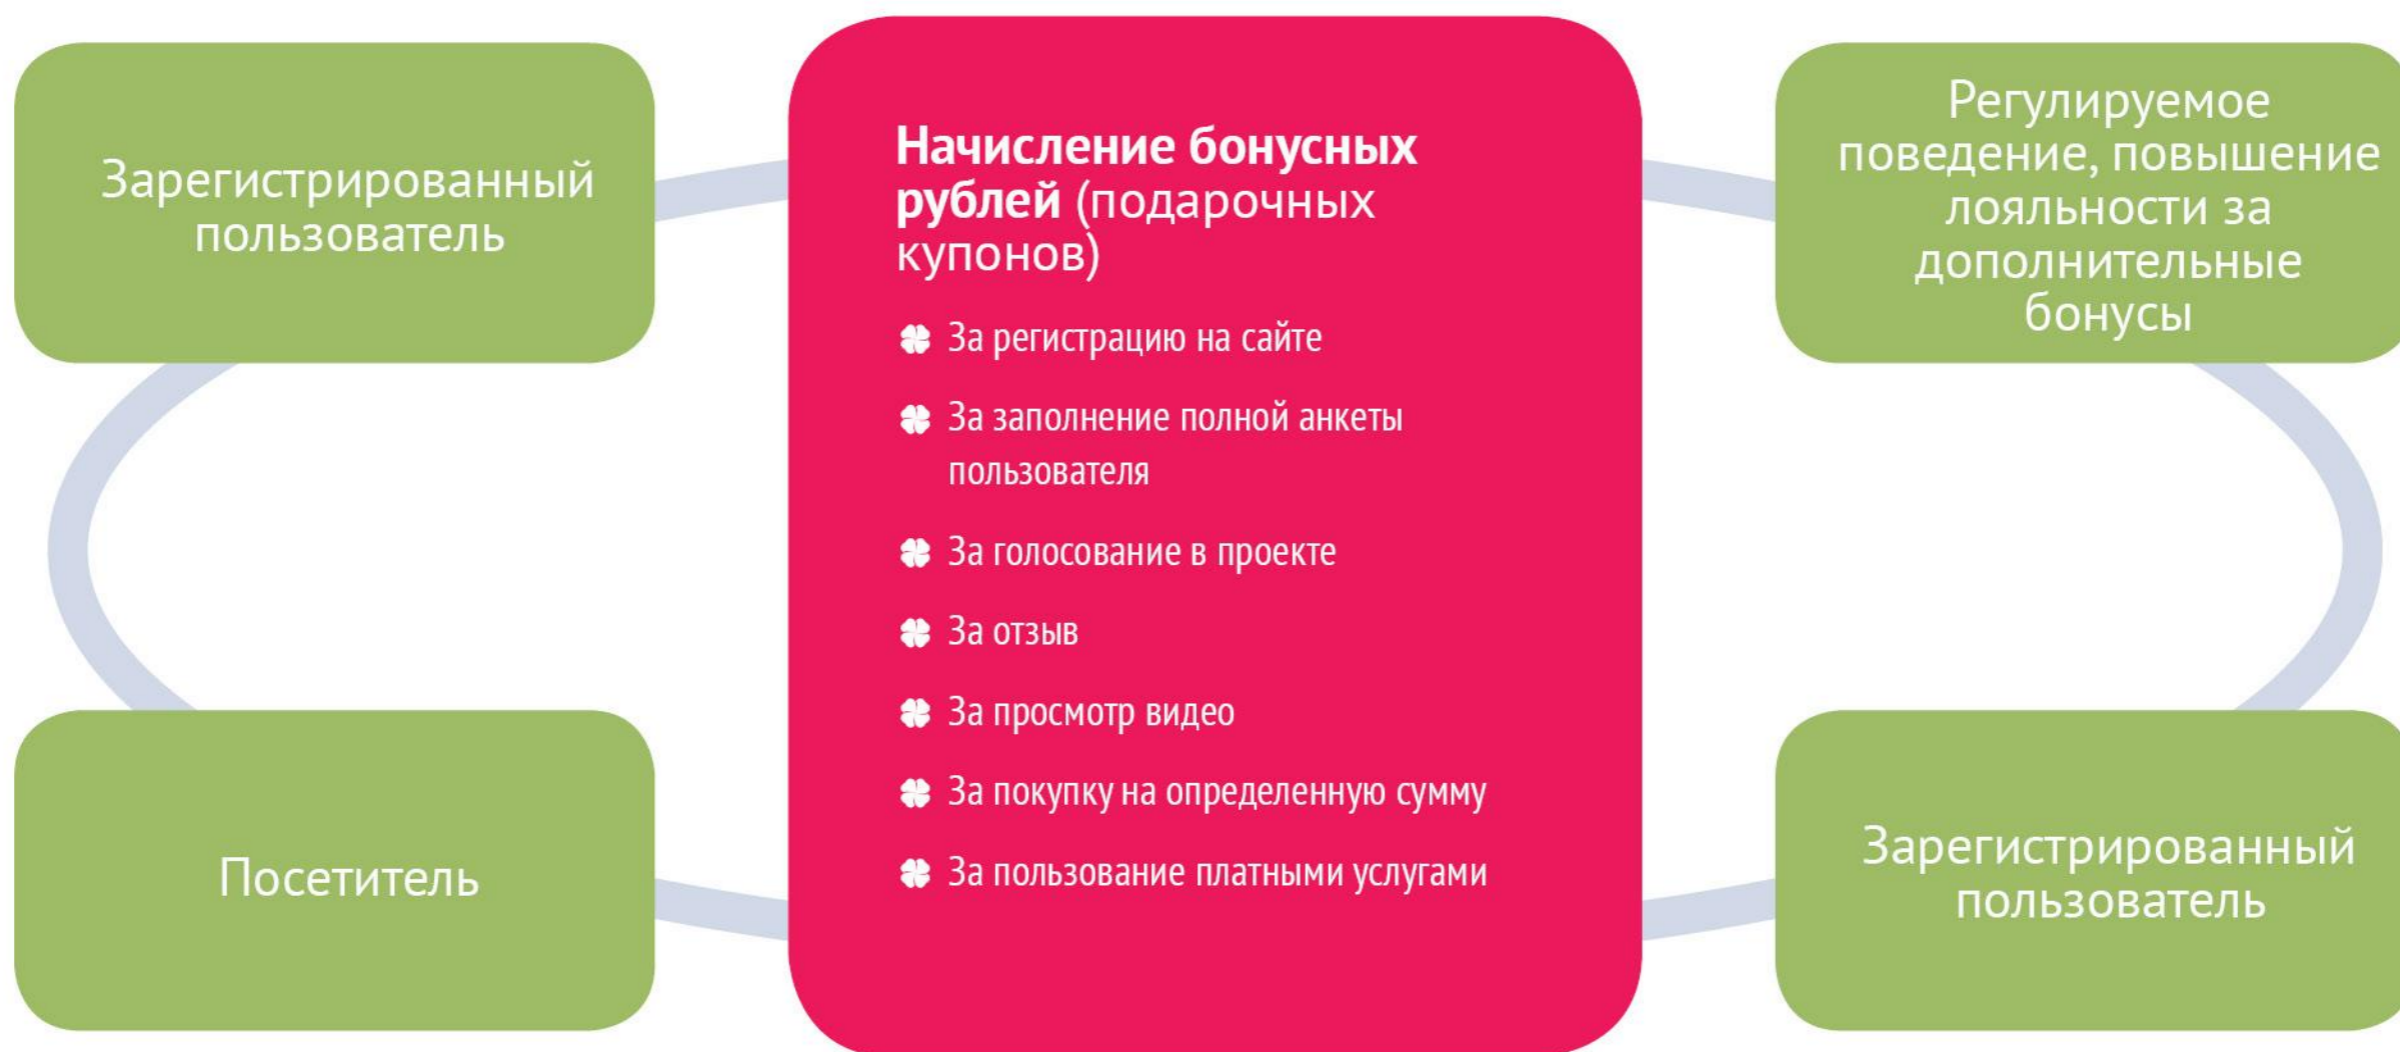 Зарегистрированный
пользователь
Посетитель
Начисление бонусных
рублей (подарочных
купонов)
За регистрацию на сайте
За заполнение полной анкеты
пользователя
За голосование в проекте
За отзыв
За просмотр видео
За покупку на определенную сумму
За пользование платными услугами
Регулируемое
поведение, повышение
лояльности за
дополнительные
бонусы
Зарегистрированный
пользователь